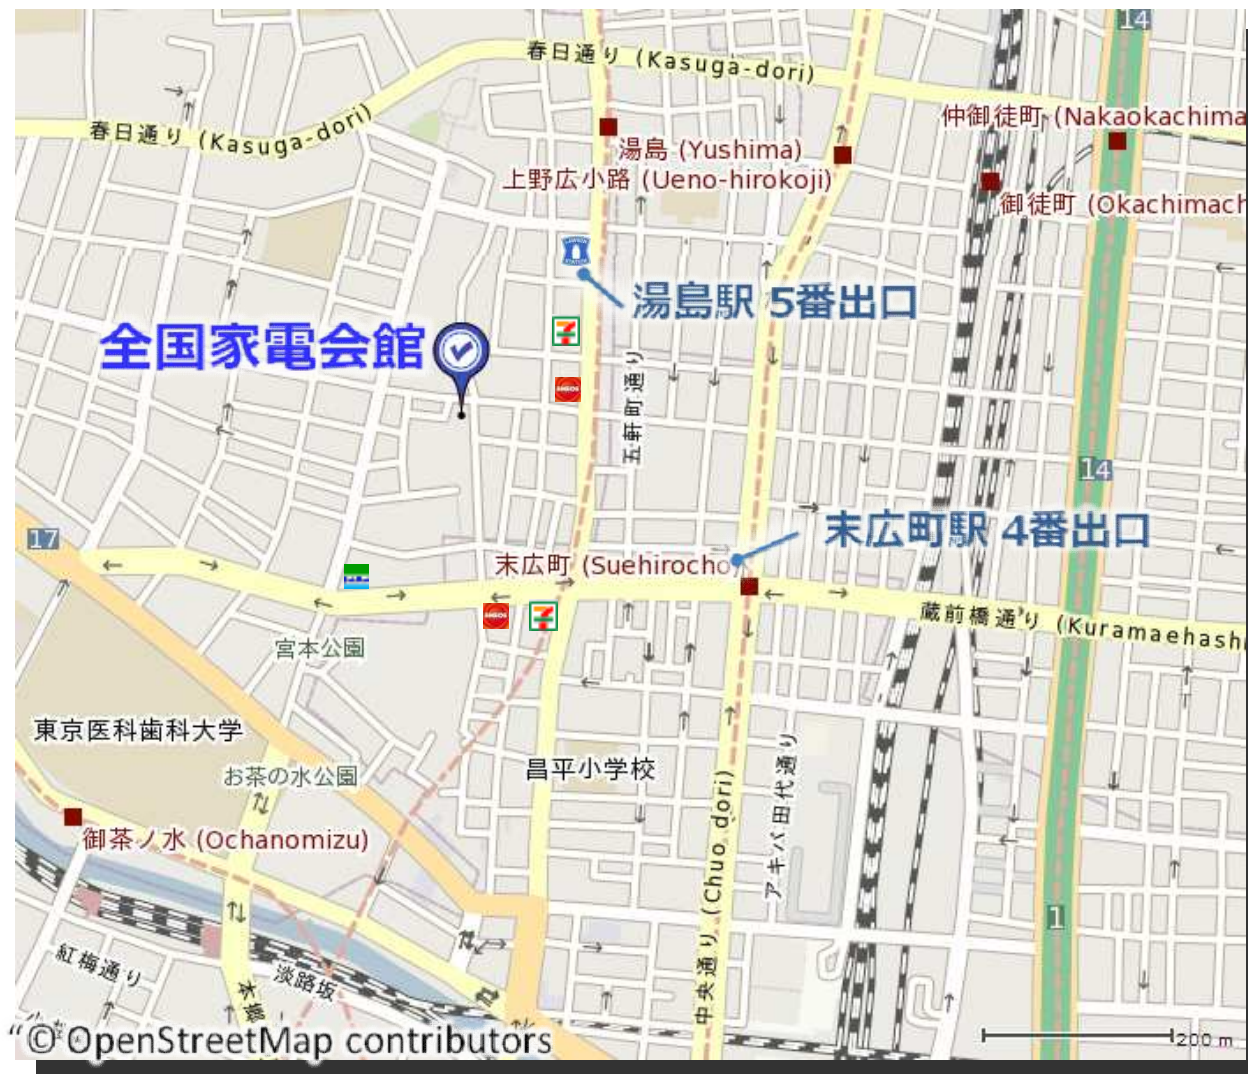 14
春日通り (Kasuga-dori)
春日通り (Kasuga-dori)
仲御徒町 (Nakaokachima
湯島 (Yushima)
上野広小路 (Ueno-hirokoji)
御徒町 (Okachimach
湯島駅 5番出口
全国家電会館
五軒町通り
14
17
末広町駅 4番出口
末広町 (Suehirocho)
ENEOS
ENEOS
蔵前橋通り (Kuramaehashi
宮本公園
東京医科歯科大学
お茶の水公園
昌平小学校
アキバ田代通り
中央通り (Chuo dori)
御茶ノ水 (Ochanomizu)
1
紅梅通り
淡路坂
200 m
“© OpenStreetMap contributors